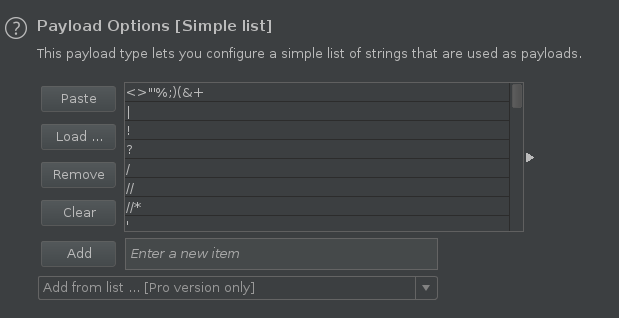 ? Payload Options [Simple list]
This payload type lets you configure a simple list of strings that are used as payloads.
Paste
Load ...
Remove
Clear
<>"'%;)(&+
|
!
?
/
//
//*
'
Add
Enter a new item
Add from list ... [Pro version only]